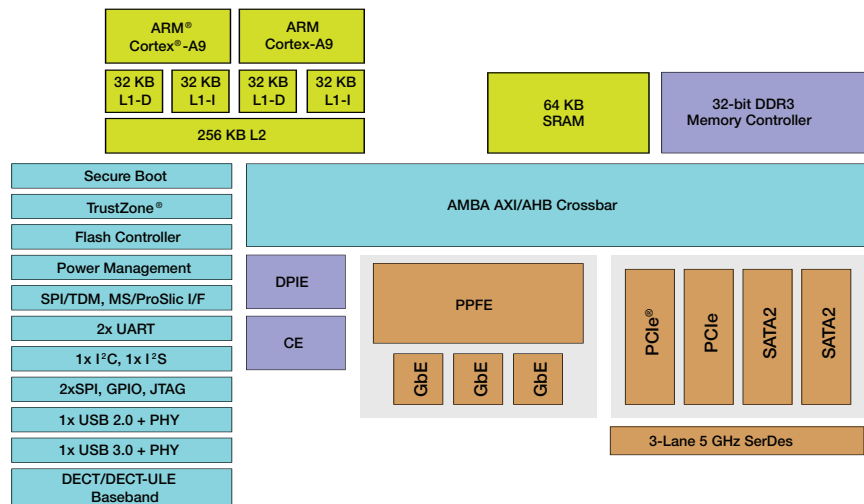 ARM® ARM
Cortex®-A9 Cortex-A9
32 KB 32 KB 32 KB 32 KB
L1-D L1-I L1-D L1-I
256 KB L2
64 KB
SRAM
32-bit DDR3
Memory Controller
Secure Boot
TrustZone®
Flash Controller
Power Management
SPI/TDM, MS/ProSlic I/F
2x UART
1x I²C, 1x I²S
2xSPI, GPIO, JTAG
1x USB 2.0 + PHY
1x USB 3.0 + PHY
DECT/DECT-ULE
Baseband
AMBA AXI/AHB Crossbar
DPIE
CE
PPFE
GbE GbE GbE
PCIe® PCIe SATA2 SATA2
3-Lane 5 GHz SerDes